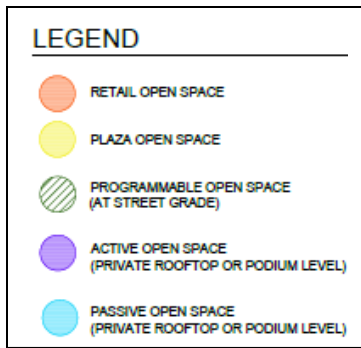 LEGEND
RETAIL OPEN SPACE
PLAZA OPEN SPACE
PROGRAMMABLE OPEN SPACE
(AT STREET GRADE)
ACTIVE OPEN SPACE
(PRIVATE ROOFTOP OR PODIUM LEVEL)
PASSIVE OPEN SPACE
(PRIVATE ROOFTOP OR PODIUM LEVEL)